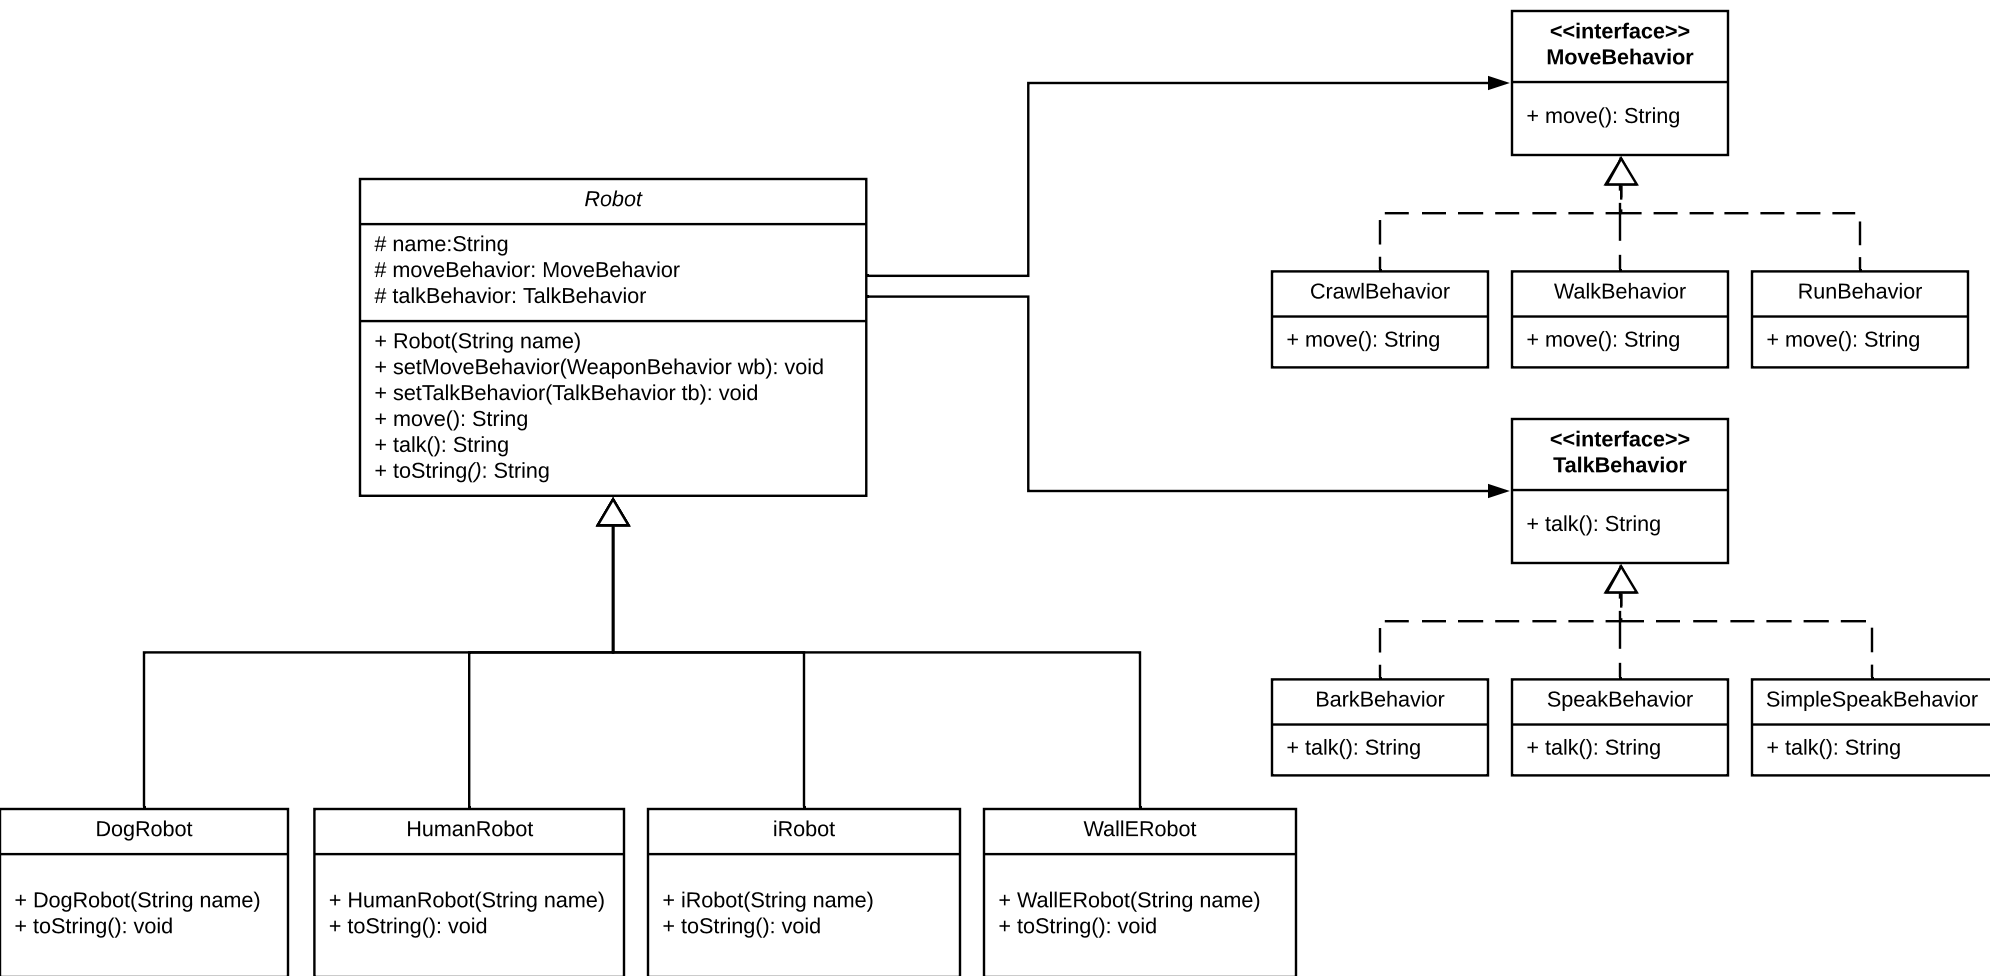 <<interface>>
MoveBehavior
+ move(): String
Robot
# name:String
# moveBehavior: MoveBehavior
# talkBehavior: TalkBehavior
+ Robot(String name)
+ setMoveBehavior(WeaponBehavior wb): void
+ setTalkBehavior(TalkBehavior tb): void
+ move(): String
+ talk(): String
+ toString(): String
CrawlBehavior
+ move(): String
WalkBehavior
+ move(): String
RunBehavior
+ move(): String
<<interface>>
TalkBehavior
+ talk(): String
BarkBehavior
+ talk(): String
SpeakBehavior
+ talk(): String
SimpleSpeakBehavior
+ talk(): String
DogRobot
+ DogRobot(String name)
+ toString(): void
HumanRobot
+ HumanRobot(String name)
+ toString(): void
iRobot
+ iRobot(String name)
+ toString(): void
WallERobot
+ WallERobot(String name)
+ toString(): void